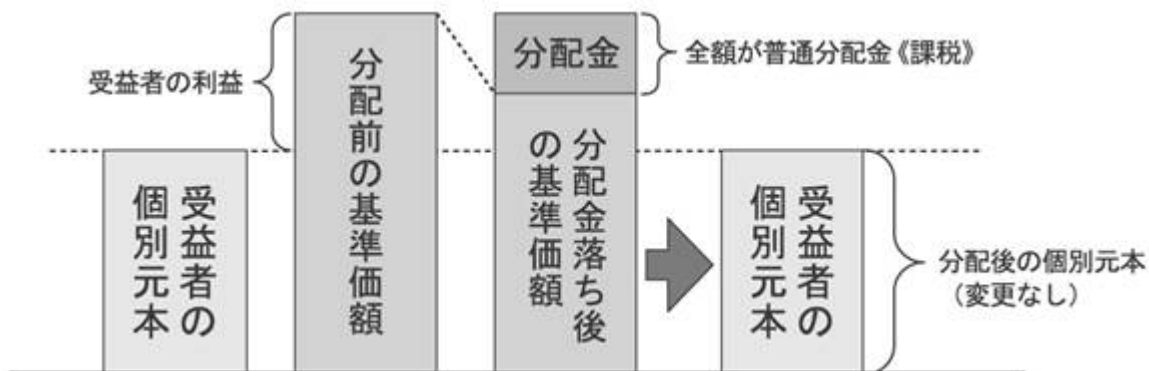 受益者の利益
受益者の
個別元本
分配前の基準価額
分配金
全額が普通分配金《課税》
分配金落ち後
の基準価額
受益者の
個別元本
分配後の個別元本
（変更なし）